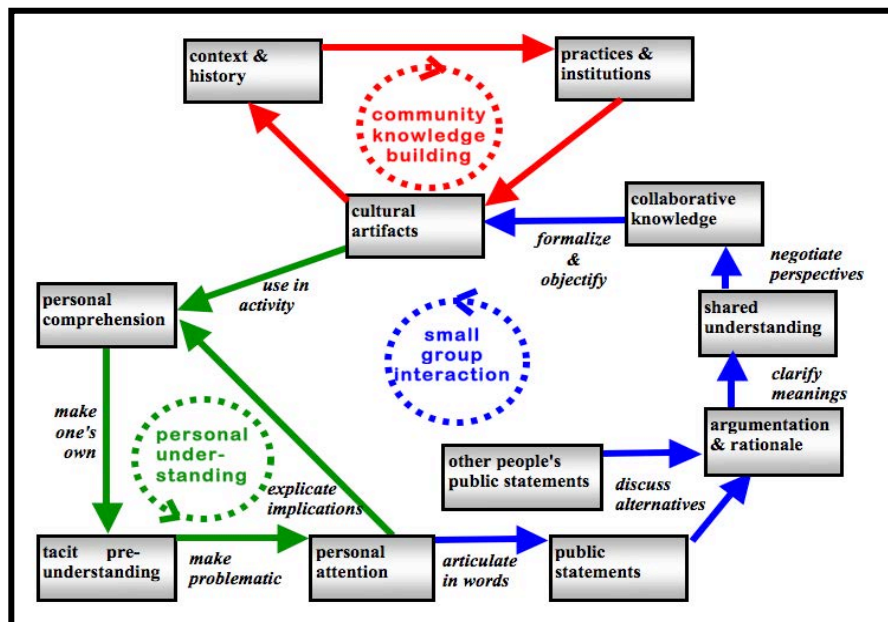 context &
history
practices &
institutions
community
knowledge
building
cultural
artifacts
collaborative
knowledge
formalize
&
objectify
negotiate
perspectives
use in
activity
personal
comprehension
shared
understanding
small
group
interaction
clarify
meanings
make
one's
own
personal
under-
standing
argumentation
& rationale
other people's
public statements
discuss
alternatives
explicate
implications
tacit pre-
understanding
make
problematic
personal
attention
articulate
in words
public
statements